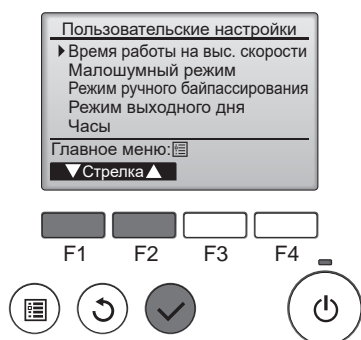 Пользовательские настройки
Время работы на выс. скорости
Малошумный режим
Режим ручного байпассирования
Режим выходного дня
Часы
Главное меню:
▼Стрелка▲
F1 F2 F3 F4